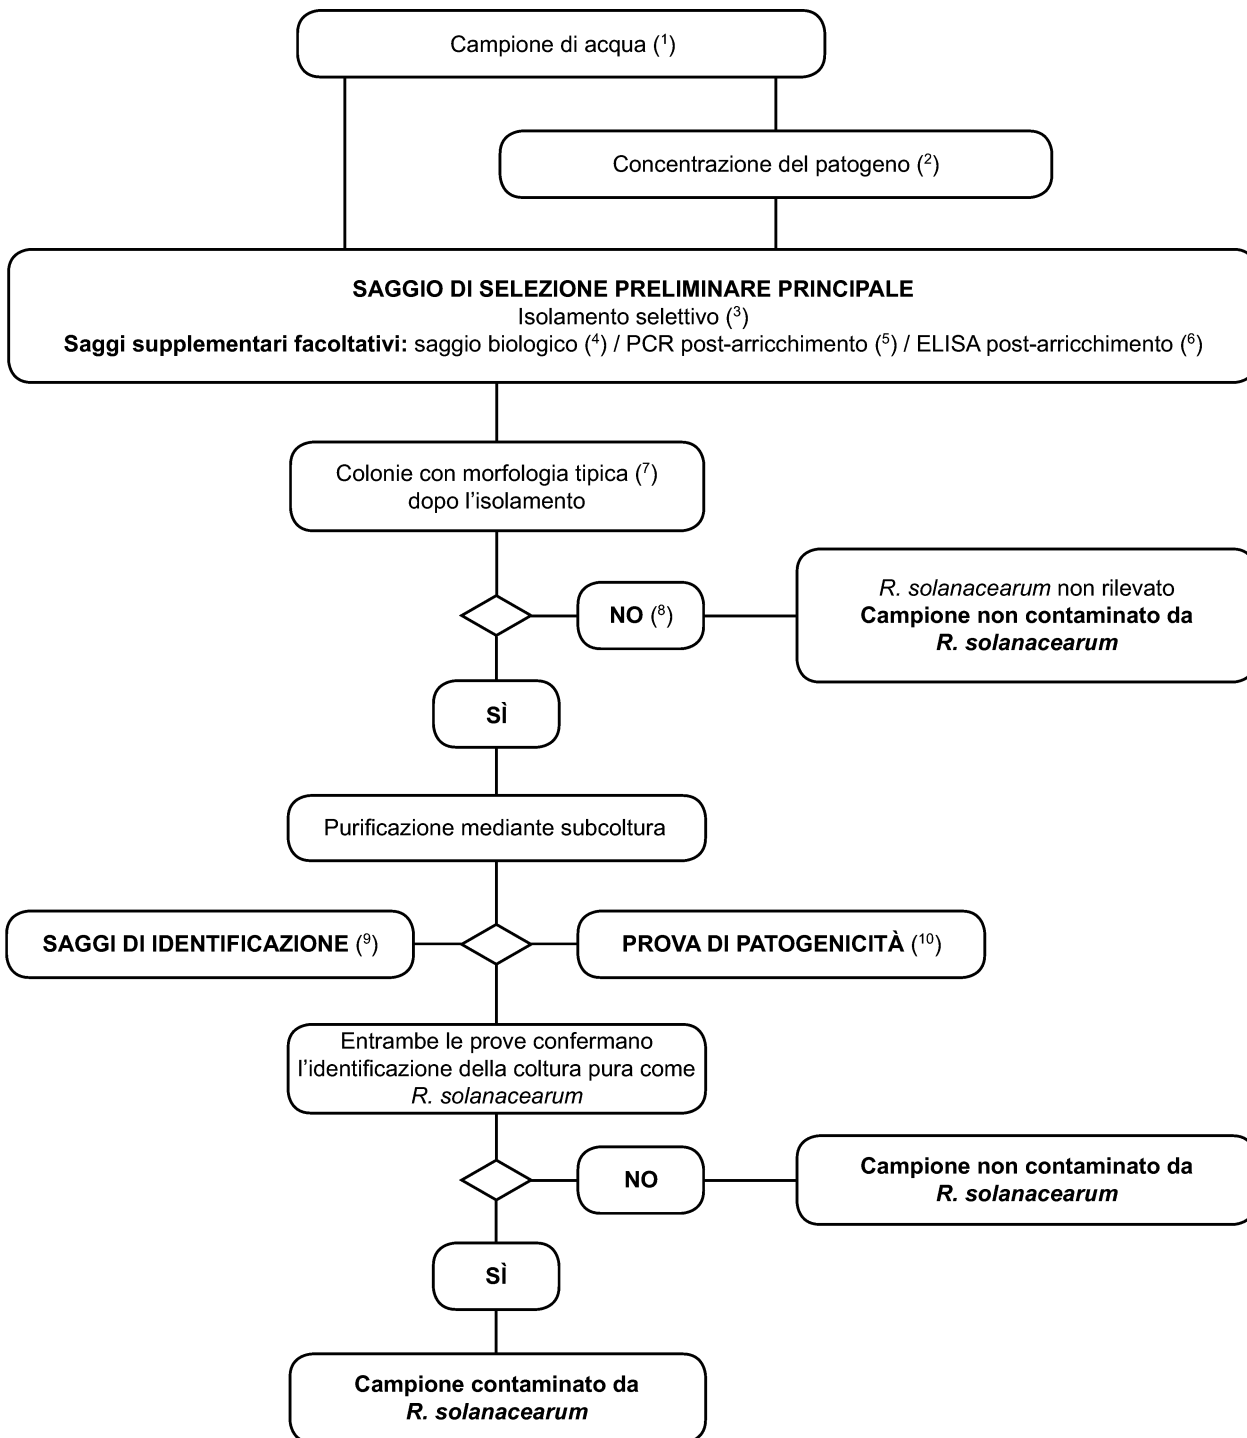 Campione di acqua (¹)
Concentrazione del patogeno (²)
SAGGIO DI SELEZIONE PRELIMINARE PRINCIPALE
Isolamento selettivo (³)
Saggi supplementari facoltativi: saggio biologico (⁴) / PCR post-arricchimento (⁵) / ELISA post-arricchimento (⁶)
Colonie con morfologia tipica (⁷)
dopo l’isolamento
NO (⁸)
R. solanacearum non rilevato
Campione non contaminato da
R. solanacearum
SÌ
Purificazione mediante subcoltura
SAGGI DI IDENTIFICAZIONE (⁹)
PROVA DI PATOGENICITÀ (¹⁰)
Entrambe le prove confermano
l’identificazione della coltura pura come
R. solanacearum
NO
Campione non contaminato da
R. solanacearum
SÌ
Campione contaminato da
R. solanacearum